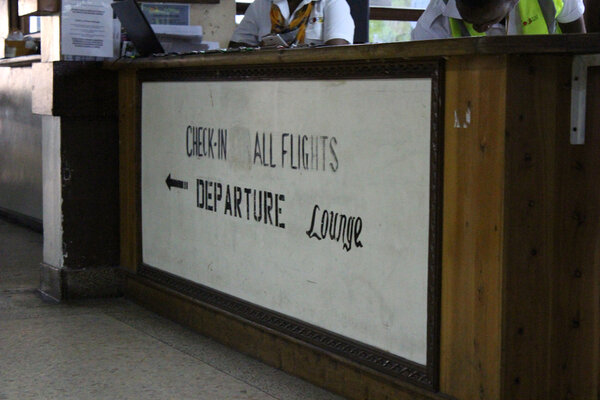 CHECK-IN ALL FLIGHTS
DEPARTURE Lounge